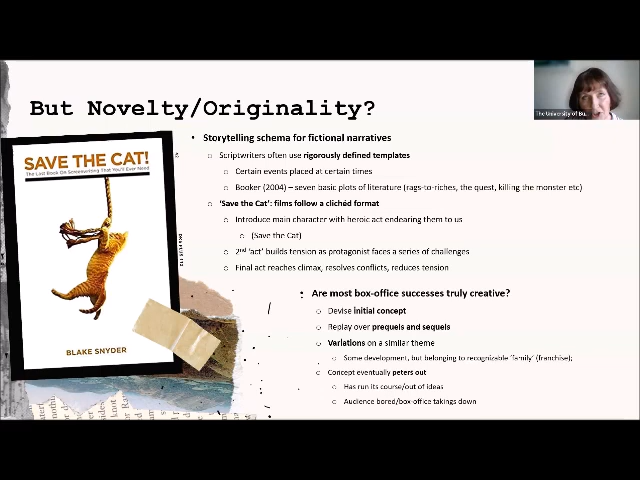 But Novelty/Originality?
SAVE THE CAT!
The Last Book On Screenwriting That You'll Ever Need
BLAKE SNYDER
• Storytelling schema for fictional narratives
o Scriptwriters often use rigorously defined templates
o Certain events placed at certain times
o Booker (2004) – seven basic plots of literature (rags-to-riches, the quest, killing the monster etc)
o 'Save the Cat': films follow a clichéd format
o Introduce main character with heroic act endearing them to us
o (Save the Cat)
o 2nd 'act' builds tension as protagonist faces a series of challenges
o Final act reaches climax, resolves conflicts, reduces tension
• Are most box-office successes truly creative?
o Devise initial concept
o Replay over prequels and sequels
o Variations on a similar theme
o Some development, but belonging to recognizable 'family' (franchise);
o Concept eventually peters out
o Has run its course/out of ideas
o Audience bored/box-office takings down
The University of Bu...